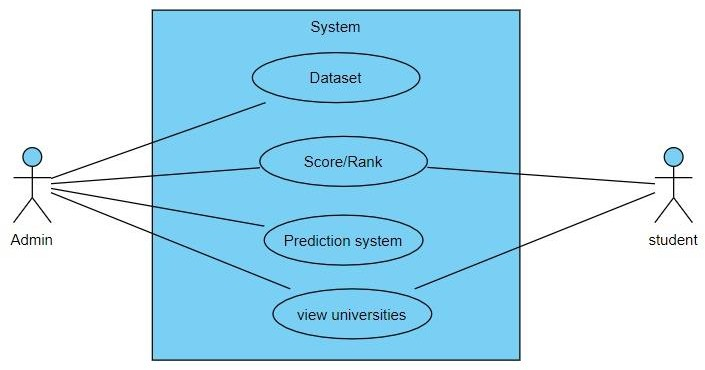 System
Dataset
Score/Rank
Admin
Prediction system
student
view universities